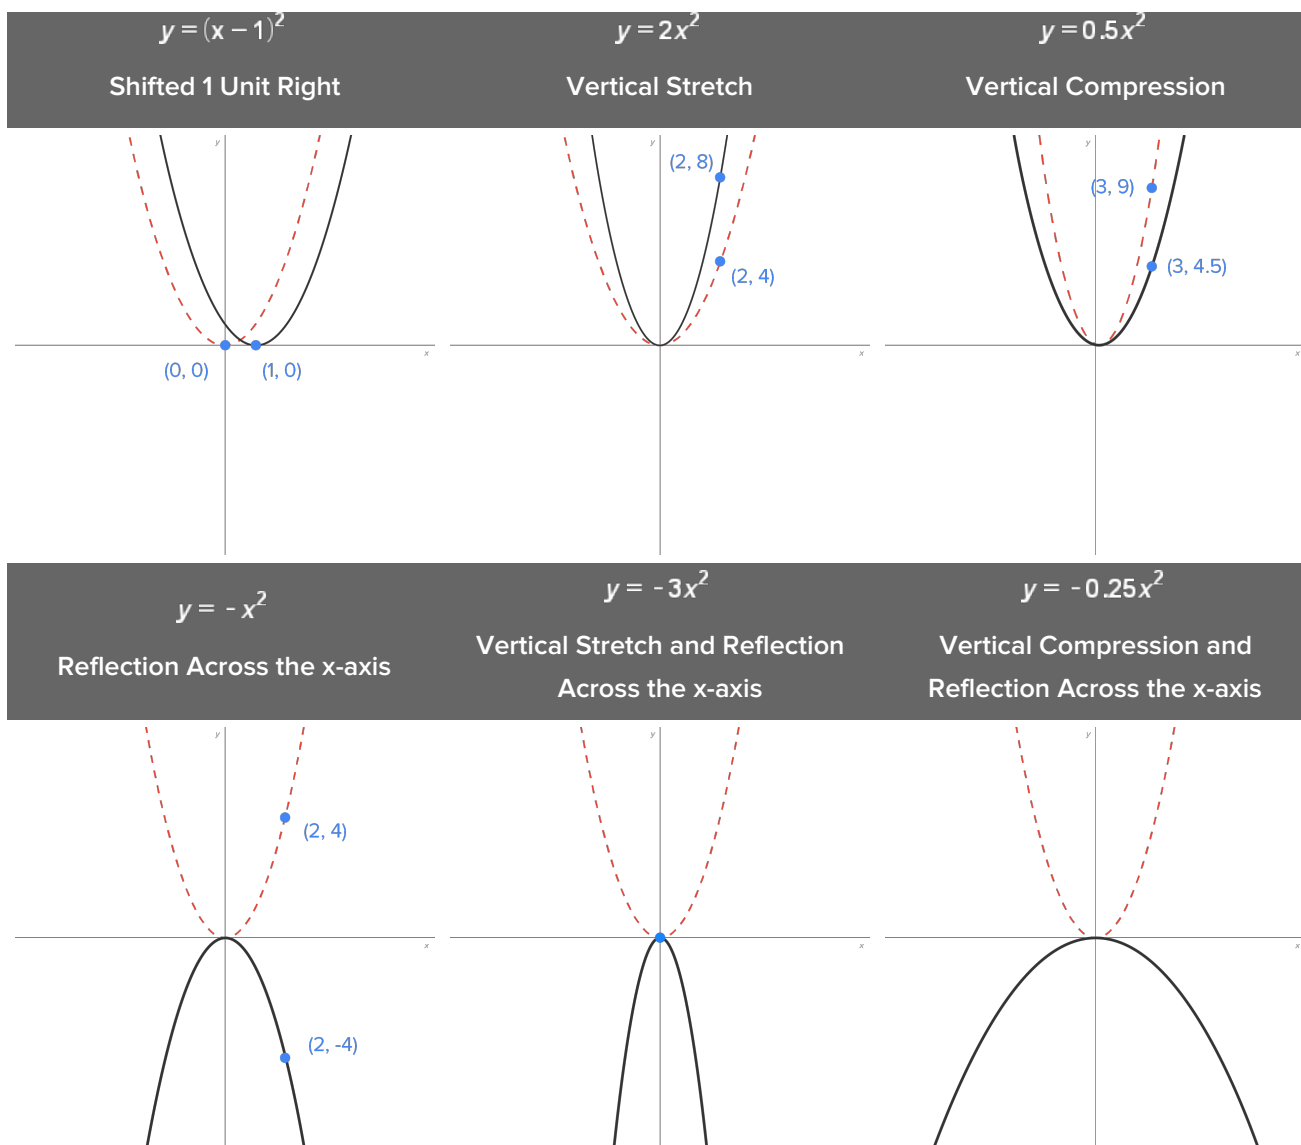 y = (x − 1)²
Shifted 1 Unit Right
y
(0, 0)
(1, 0)
x
y = 2x²
Vertical Stretch
y
(2, 8)
(2, 4)
x
y = 0.5x²
Vertical Compression
y
(3, 9)
(3, 4.5)
x
y = - x²
Reflection Across the x-axis
y
(2, 4)
x
(2, -4)
y = - 3x²
Vertical Stretch and Reflection
Across the x-axis
y
x
y = - 0.25x²
Vertical Compression and
Reflection Across the x-axis
y
x